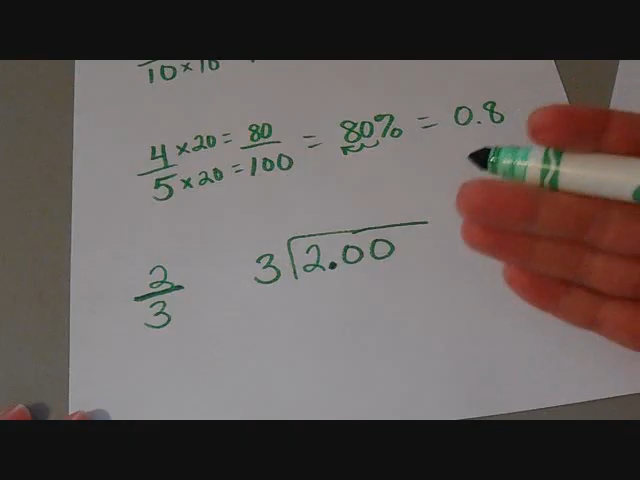 10 × 10
4/5 × 20 = 80 / × 20 = 100 = 80% = 0.8
2/3 3⟌2.00